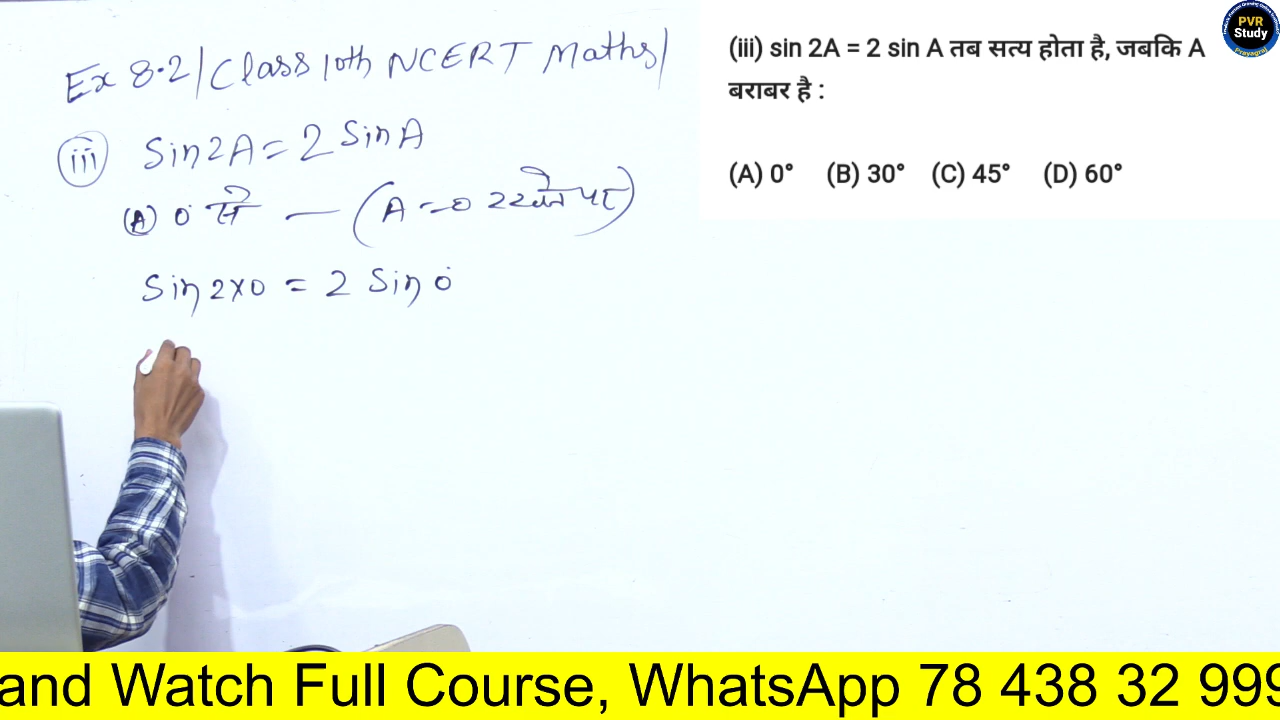 Ex 8.2/Class 10th NCERT Maths/
(iii) Sin2A = 2 SinA
(A) 0° से — (A = 0 रखने पर)
Sin 2×0 = 2 Sin 0°
(iii) sin 2A = 2 sin A तब सत्य होता है, जबकि A
बराबर है :
(A) 0° (B) 30° (C) 45° (D) 60°
PVR
Study
Prayagraj
and Watch Full Course, WhatsApp 78 438 32 999